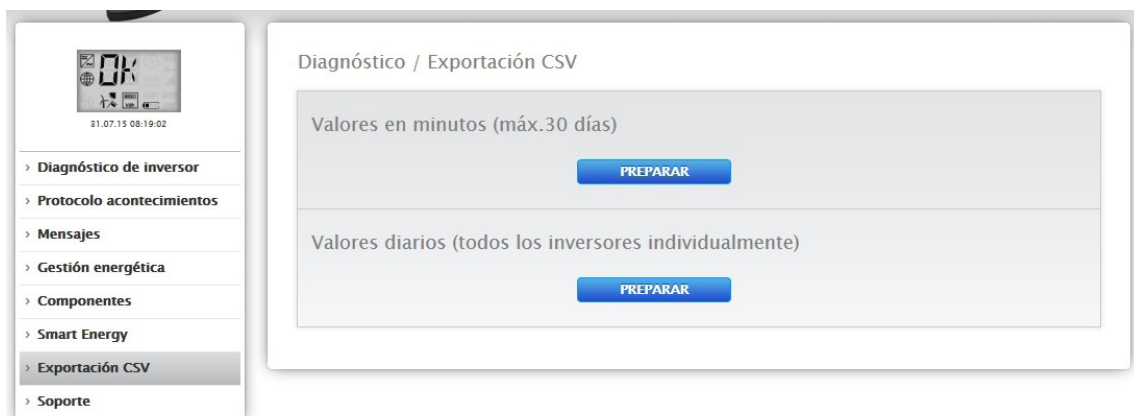 OK
31.07.15 08:19:02
› Diagnóstico de inversor
› Protocolo acontecimientos
› Mensajes
› Gestión energética
› Componentes
› Smart Energy
› Exportación CSV
› Soporte
Diagnóstico / Exportación CSV
Valores en minutos (máx.30 días)
PREPARAR
Valores diarios (todos los inversores individualmente)
PREPARAR